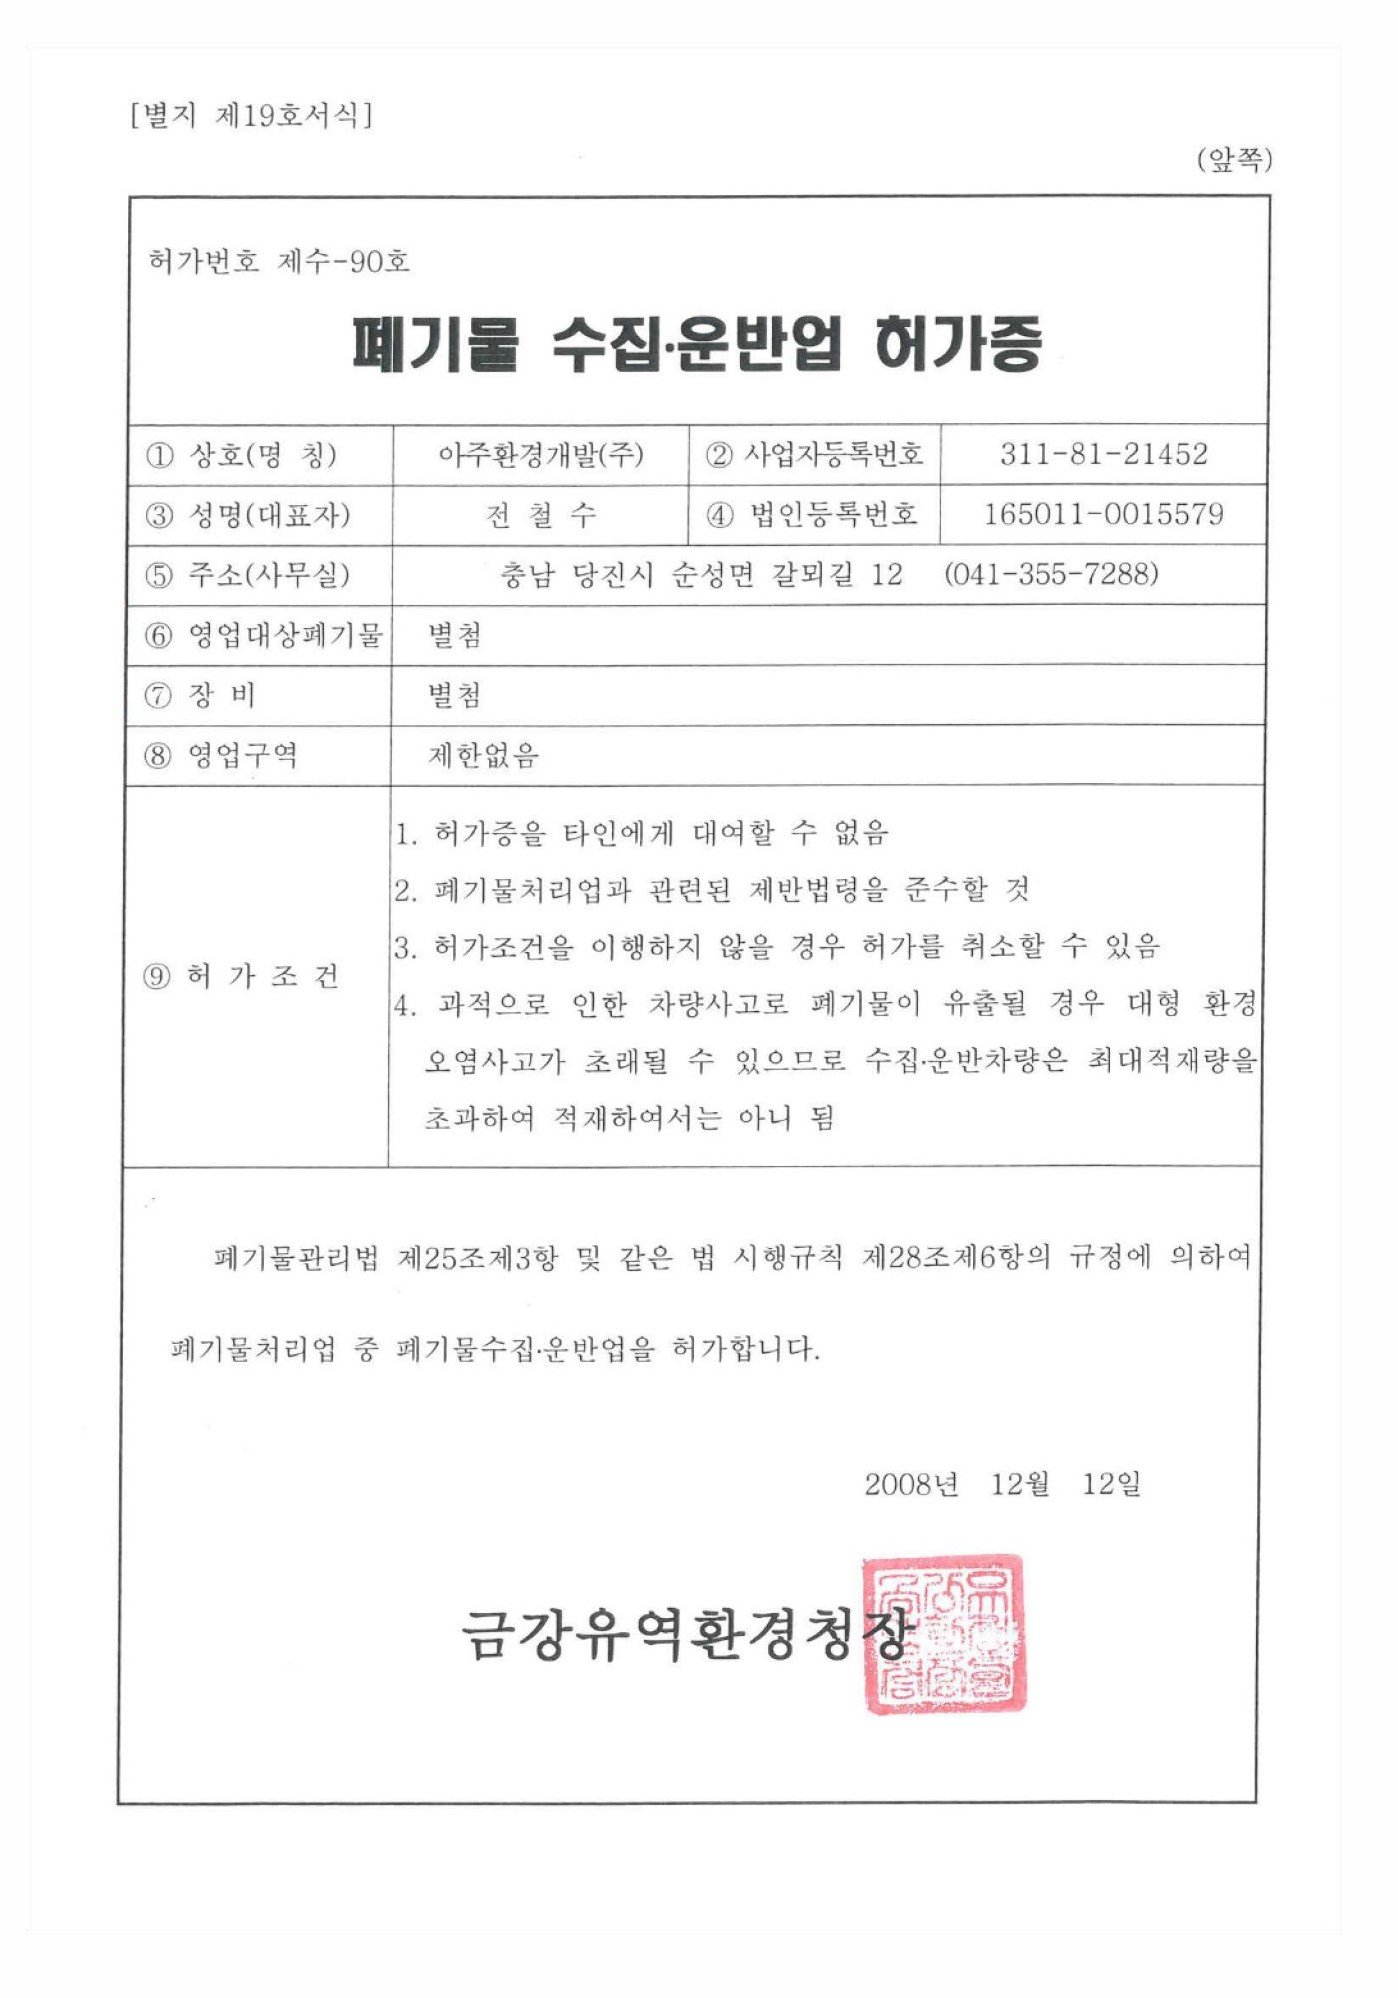 [별지 제19호서식]
(앞쪽)
허가번호 제수-90호
폐기물 수집·운반업 허가증
① 상호(명 칭) 아주환경개발(주) ② 사업자등록번호 311-81-21452
③ 성명(대표자) 전 철 수 ④ 법인등록번호 165011-0015579
⑤ 주소(사무실) 충남 당진시 순성면 갈뫼길 12 (041-355-7288)
⑥ 영업대상폐기물 별첨
⑦ 장 비 별첨
⑧ 영업구역 제한없음
⑨ 허 가 조 건
1. 허가증을 타인에게 대여할 수 없음
2. 폐기물처리업과 관련된 제반법령을 준수할 것
3. 허가조건을 이행하지 않을 경우 허가를 취소할 수 있음
4. 과적으로 인한 차량사고로 폐기물이 유출될 경우 대형 환경
오염사고가 초래될 수 있으므로 수집·운반차량은 최대적재량을
초과하여 적재하여서는 아니 됨
폐기물관리법 제25조제3항 및 같은 법 시행규칙 제28조제6항의 규정에 의하여
폐기물처리업 중 폐기물수집·운반업을 허가합니다.
2008년 12월 12일
금강유역환경청장